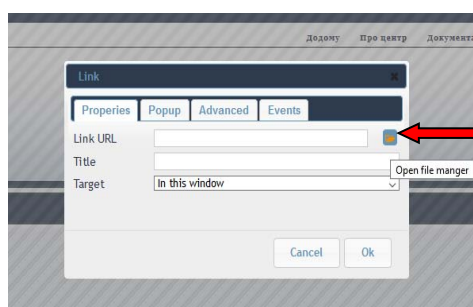 Додому Про центр Документа
Link
Properies Popup Advanced Events
Link URL
Open file manger
Title
Target In this window
Cancel Ok